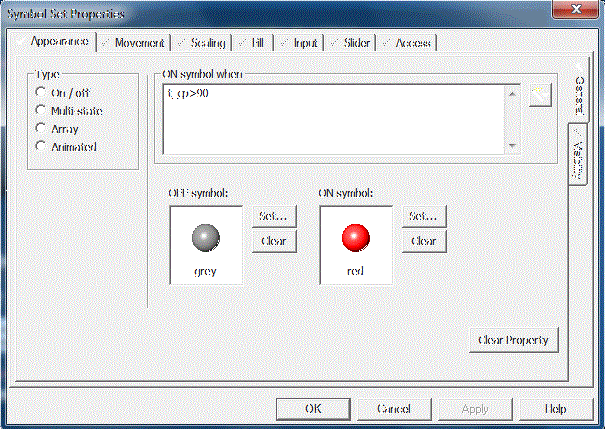 Symbol Set Properties
Appearance Movement Scaling Fill Input Slider Access
Type
On / off
Multi-state
Array
Animated
ON symbol when
>90
General
OFF symbol:
Set...
Clear
grey
ON symbol:
Set...
Clear
red
Clear Property
OK Cancel Apply Help